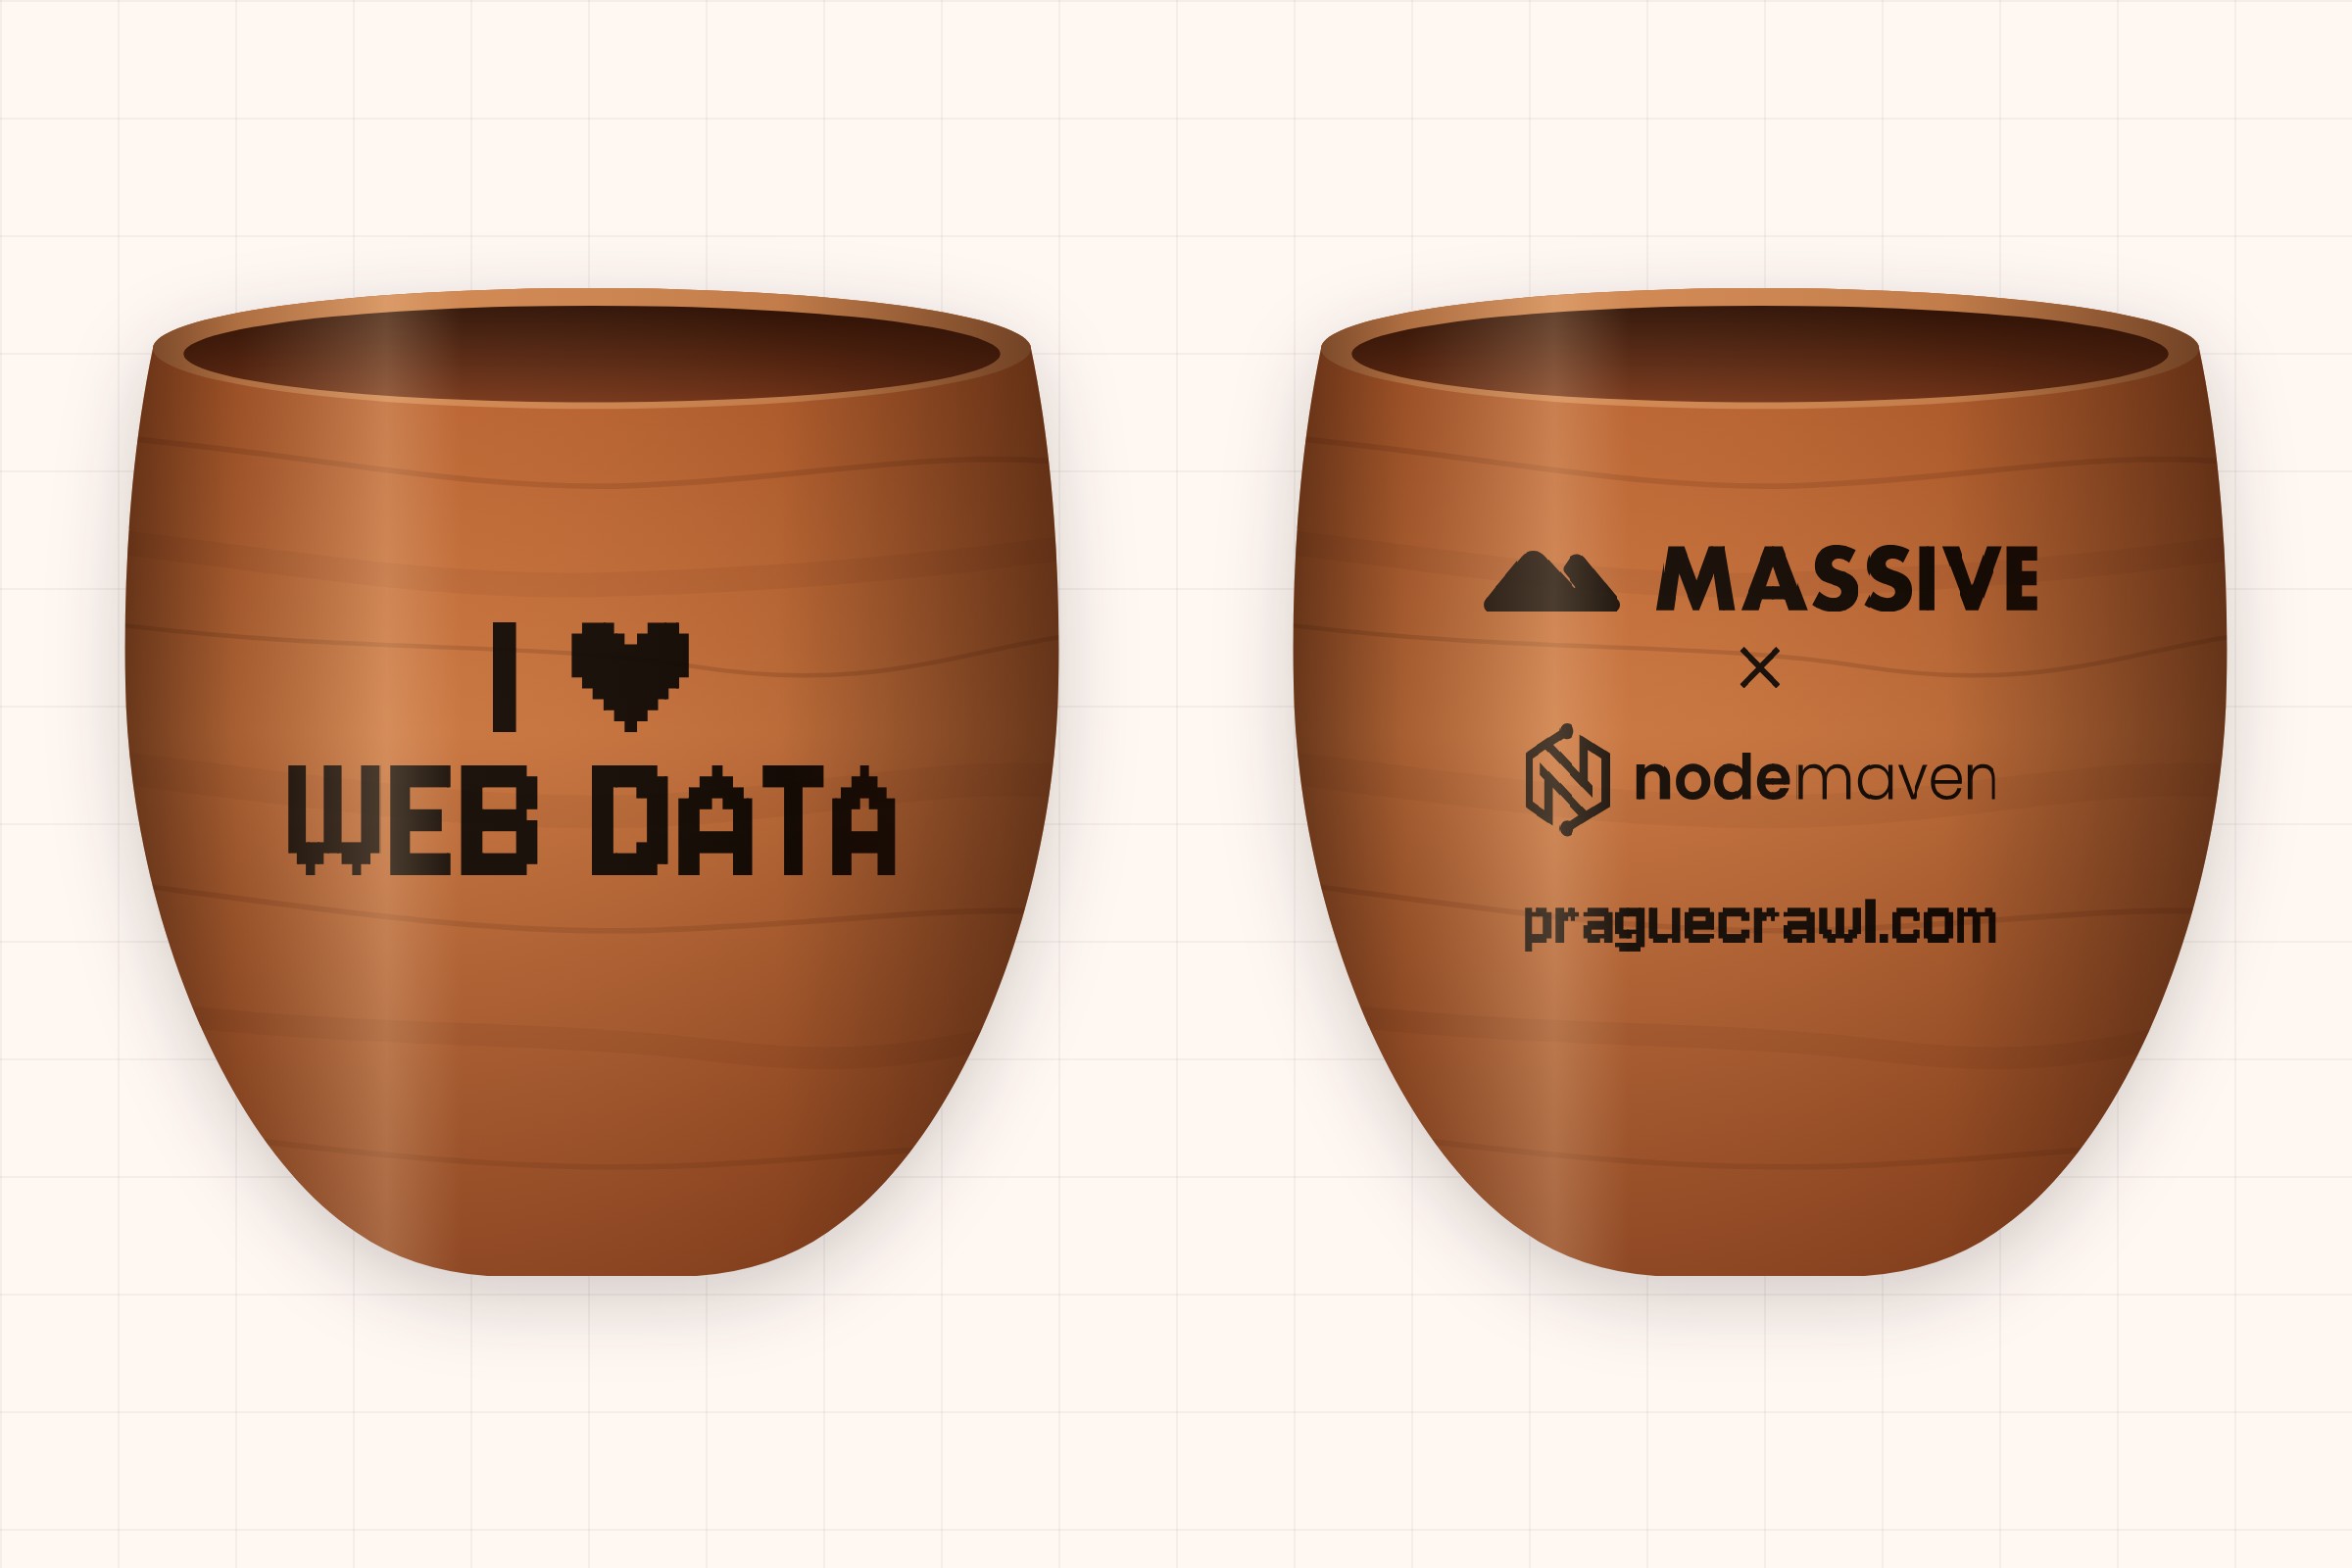 I ♥
WEB DATA
MASSIVE
×
nodemaven
praguecrawl.com